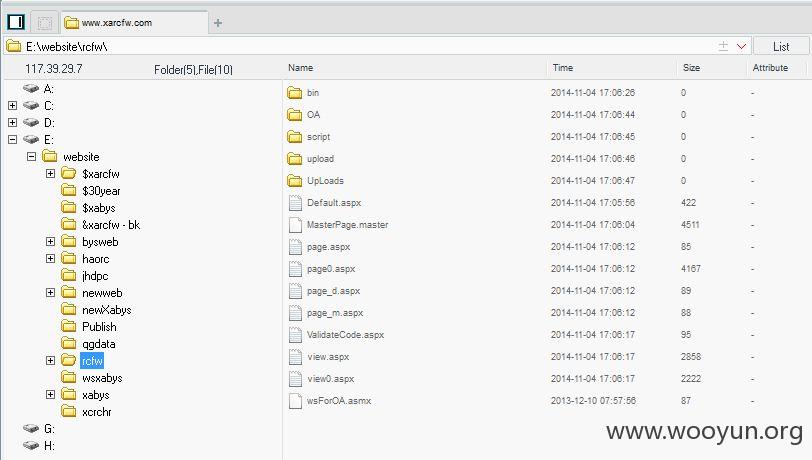 www.xarcfw.com
E:\website\rcfw\
List
117.39.29.7 Folder(5),File(10)
Name Time Size Attribute
A:
C:
D:
E:
website
$xarcfw
$30year
$xabys
&xarcfw - bk
bysweb
haorc
jhdpc
newweb
newXabys
Publish
qgdata
rcfw
wsxabys
xabys
xcrchr
G:
H:
bin 2014-11-04 17:06:26 0 -
OA 2014-11-04 17:06:44 0 -
script 2014-11-04 17:06:45 0 -
upload 2014-11-04 17:06:46 0 -
UpLoads 2014-11-04 17:06:47 0 -
Default.aspx 2014-11-04 17:05:56 422 -
MasterPage.master 2014-11-04 17:06:04 4511 -
page.aspx 2014-11-04 17:06:12 85 -
page0.aspx 2014-11-04 17:06:12 4167 -
page_d.aspx 2014-11-04 17:06:12 89 -
page_m.aspx 2014-11-04 17:06:12 88 -
ValidateCode.aspx 2014-11-04 17:06:17 95 -
view.aspx 2014-11-04 17:06:17 2858 -
view0.aspx 2014-11-04 17:06:17 2222 -
wsForOA.asmx 2013-12-10 07:57:56 87 -
www.wooyun.org